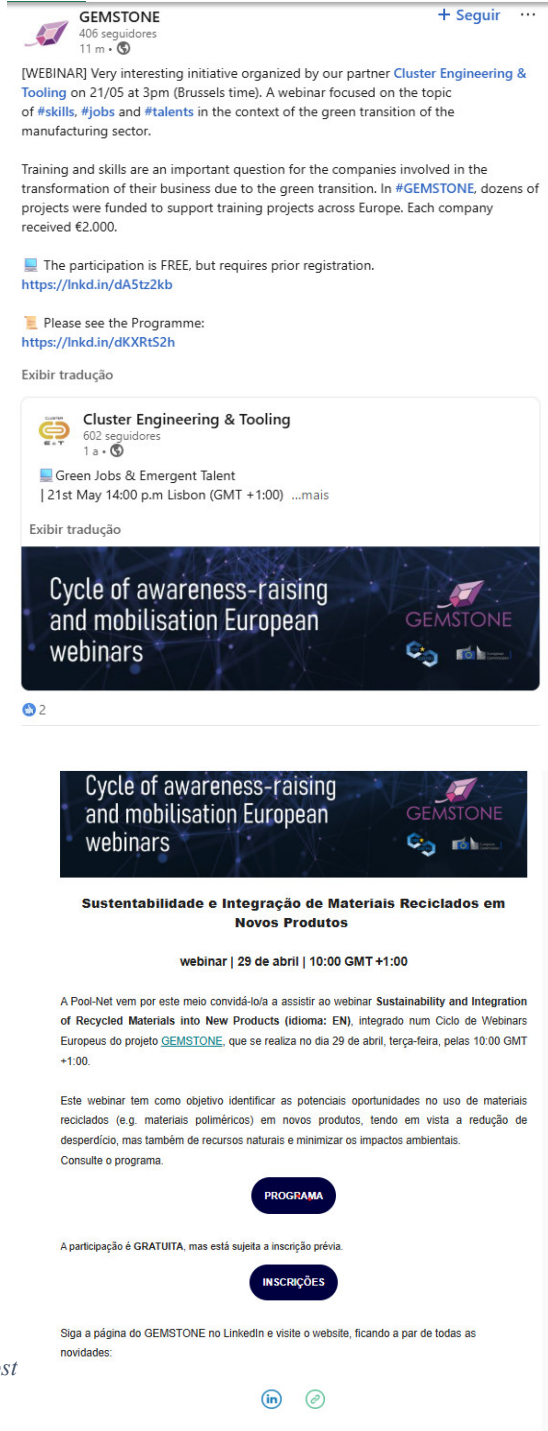 GEMSTONE
406 seguidores
11 m •
+ Seguir ...
[WEBINAR] Very interesting initiative organized by our partner Cluster Engineering &
Tooling on 21/05 at 3pm (Brussels time). A webinar focused on the topic
of #skills, #jobs and #talents in the context of the green transition of the
manufacturing sector.
Training and skills are an important question for the companies involved in the
transformation of their business due to the green transition. In #GEMSTONE, dozens of
projects were funded to support training projects across Europe. Each company
received €2.000.
The participation is FREE, but requires prior registration.
https://lnkd.in/dA5tz2kb
Please see the Programme:
https://lnkd.in/dKXRtS2h
Exibir tradução
Cluster Engineering & Tooling
602 seguidores
1 a •
Green Jobs & Emergent Talent
| 21st May 14:00 p.m Lisbon (GMT +1:00) ...mais
Exibir tradução
Cycle of awareness-raising
and mobilisation European
webinars
GEMSTONE
2
Cycle of awareness-raising
and mobilisation European
webinars
GEMSTONE
Sustentabilidade e Integração de Materiais Reciclados em
Novos Produtos
webinar | 29 de abril | 10:00 GMT +1:00
A Pool-Net vem por este meio convidá-lo/a a assistir ao webinar Sustainability and Integration
of Recycled Materials into New Products (idioma: EN), integrado num Ciclo de Webinars
Europeus do projeto GEMSTONE, que se realiza no dia 29 de abril, terça-feira, pelas 10:00 GMT
+1:00.
Este webinar tem como objetivo identificar as potenciais oportunidades no uso de materiais
reciclados (e.g. materiais poliméricos) em novos produtos, tendo em vista a redução de
desperdício, mas também de recursos naturais e minimizar os impactos ambientais.
Consulte o programa.
PROGRAMA
A participação é GRATUITA, mas está sujeita a inscrição prévia.
INSCRIÇÕES
Siga a página do GEMSTONE no LinkedIn e visite o website, ficando a par de todas as
novidades:
in